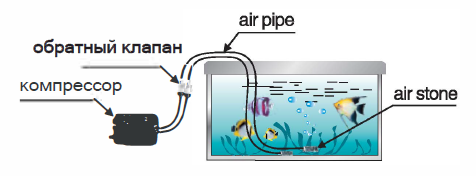 air pipe
обратный клапан
компрессор
air stone